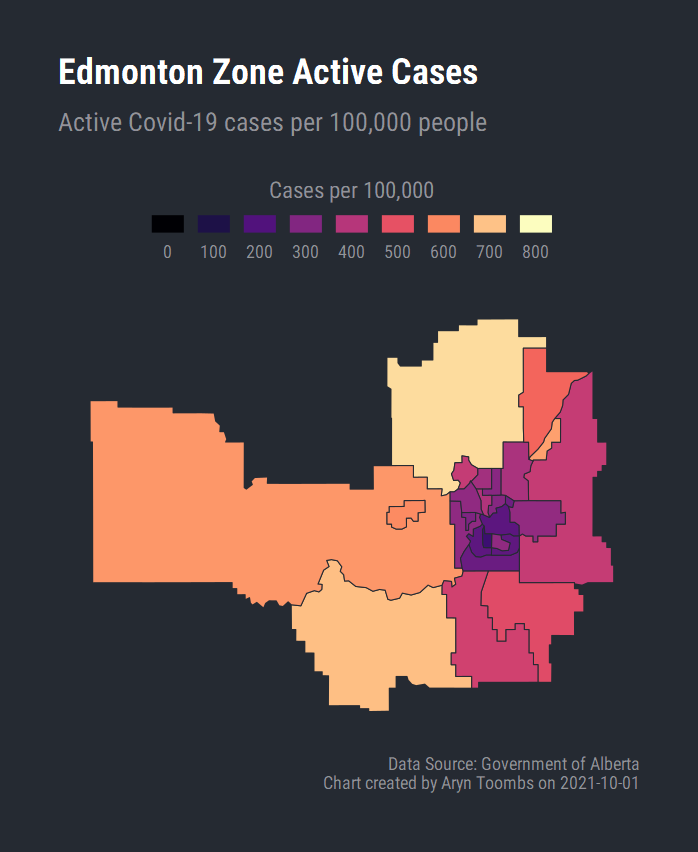 Edmonton Zone Active Cases
Active Covid-19 cases per 100,000 people
Cases per 100,000
0 100 200 300 400 500 600 700 800
Data Source: Government of Alberta
Chart created by Aryn Toombs on 2021-10-01